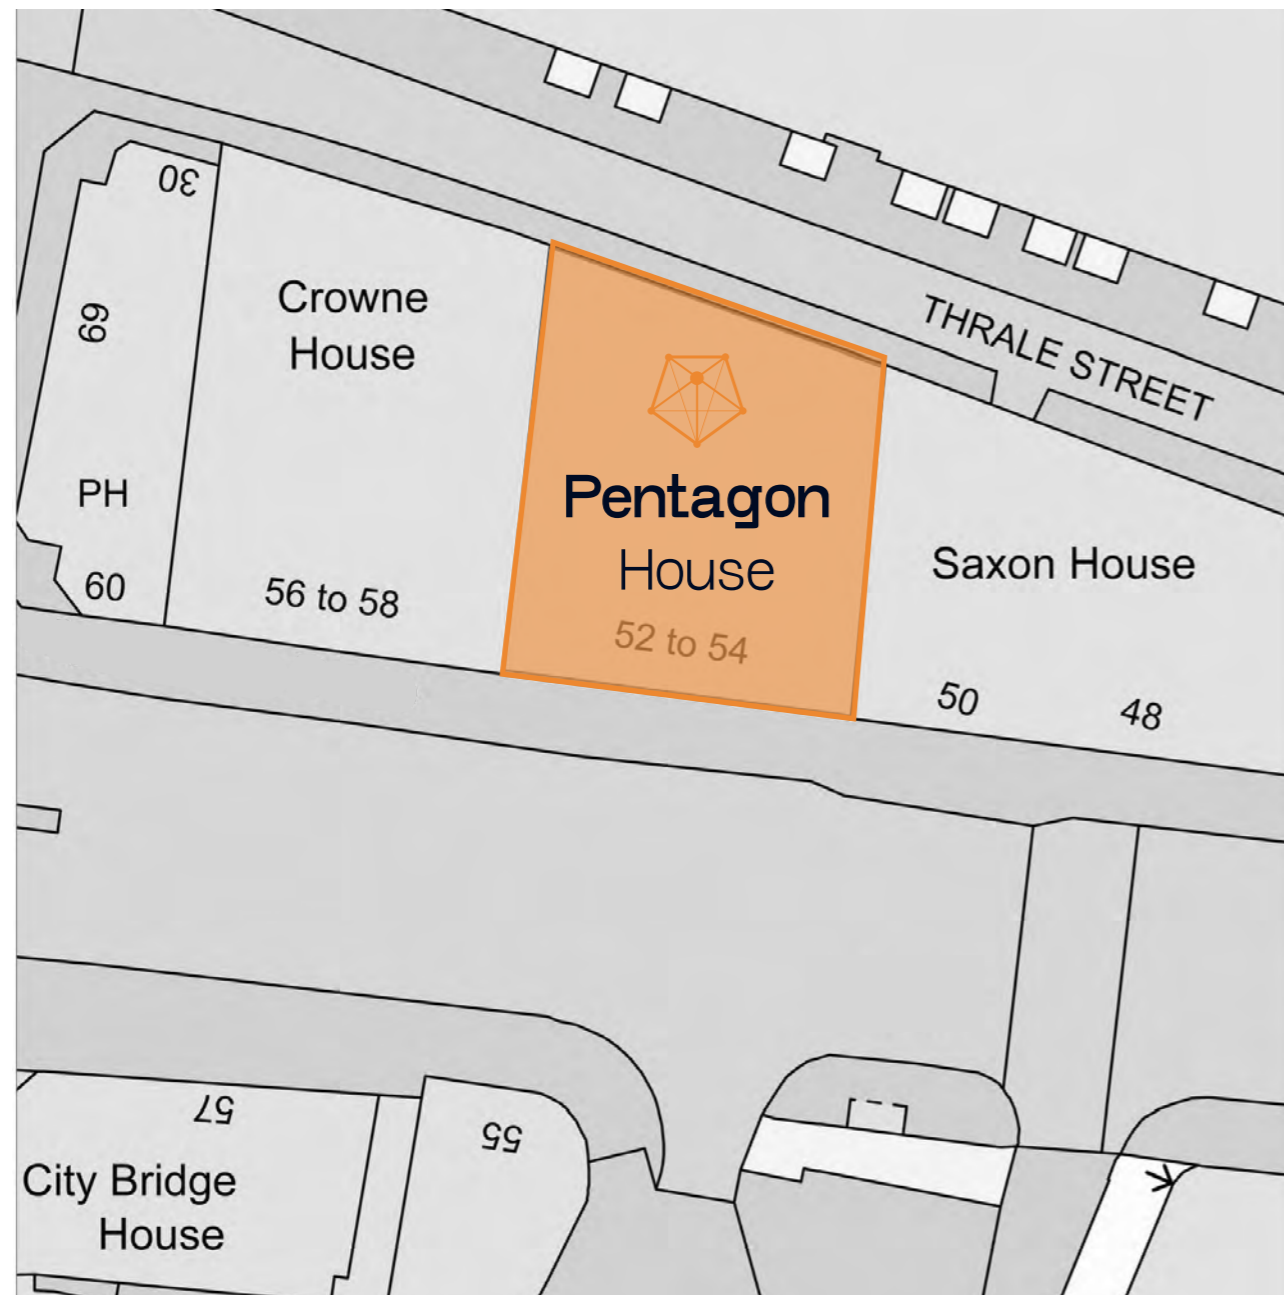 30
69
Crowne
House
THRALE STREET
PH
60
56 to 58
Pentagon
House
52 to 54
Saxon House
50
48
57
55
City Bridge
House